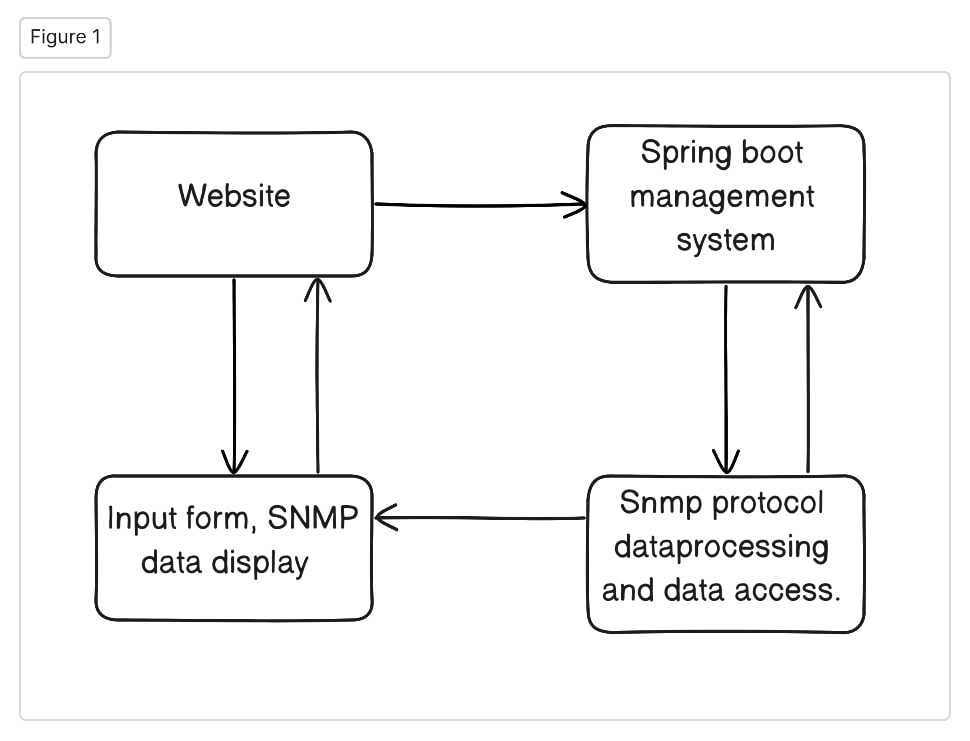 Figure 1
Website
Spring boot
management
system
Input form, SNMP
data display
Snmp protocol
dataprocessing
and data access.